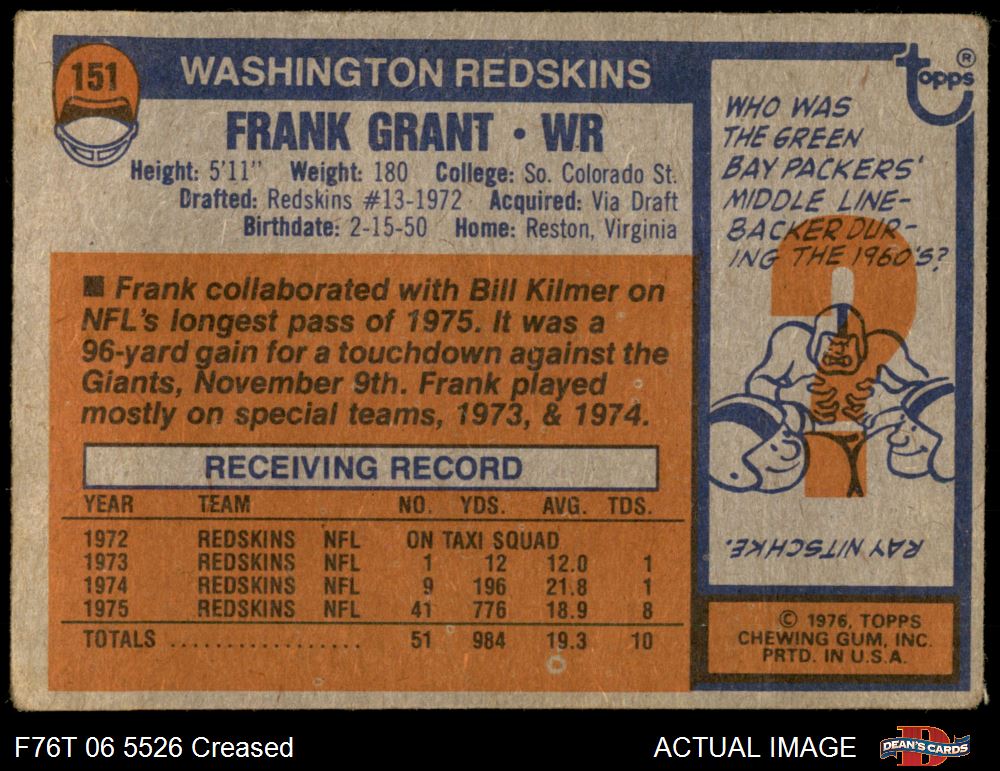 151
WASHINGTON REDSKINS
FRANK GRANT • WR
Height: 5'11" Weight: 180 College: So. Colorado St.
Drafted: Redskins #13-1972 Acquired: Via Draft
Birthdate: 2-15-50 Home: Reston, Virginia
■ Frank collaborated with Bill Kilmer on
NFL's longest pass of 1975. It was a
96-yard gain for a touchdown against the
Giants, November 9th. Frank played
mostly on special teams, 1973, & 1974.
RECEIVING RECORD
YEAR TEAM NO. YDS. AVG. TDS.
1972 REDSKINS NFL ON TAXI SQUAD
1973 REDSKINS NFL 1 12 12.0 1
1974 REDSKINS NFL 9 196 21.8 1
1975 REDSKINS NFL 41 776 18.9 8
TOTALS .................. 51 984 19.3 10
topps ®
WHO WAS
THE GREEN
BAY PACKERS'
MIDDLE LINE-
BACKER DUR-
ING THE 1960'S?
RAY NITSCHKE.
© 1976, TOPPS
CHEWING GUM, INC.
PRTD. IN U.S.A.
F76T 06 5526 Creased
ACTUAL IMAGE
DEAN'S CARDS